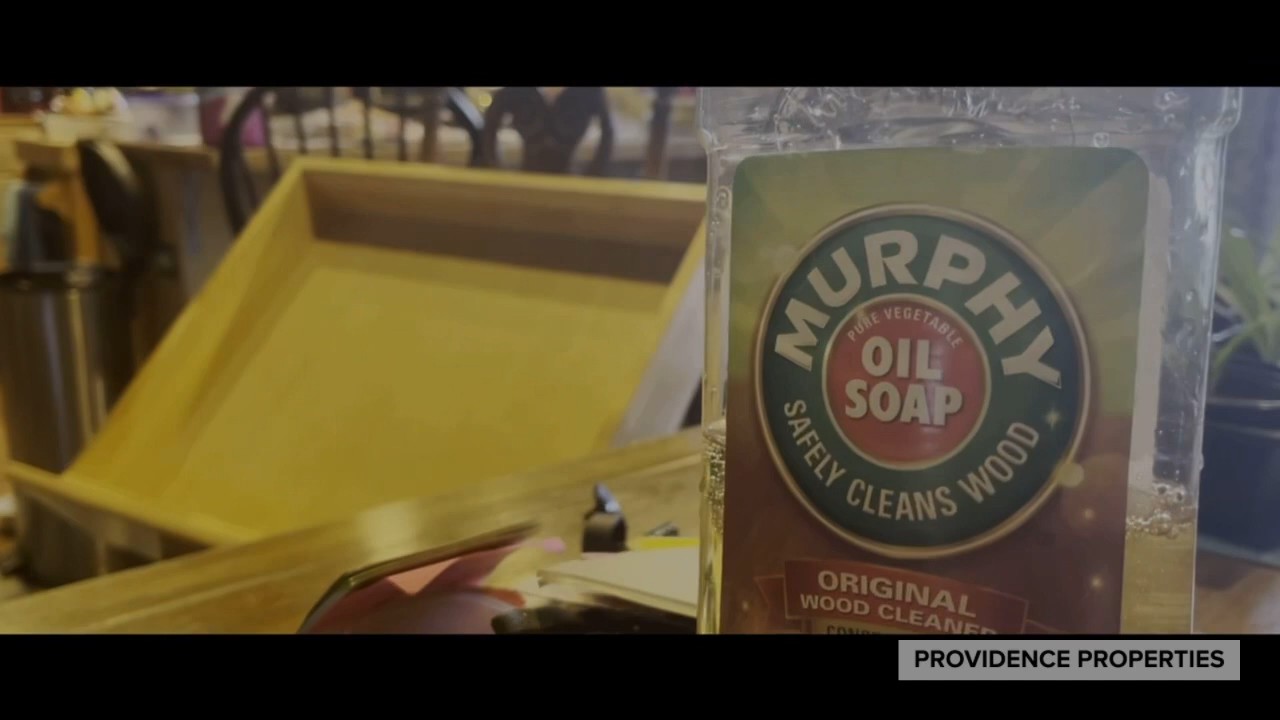 MURPHY
PURE VEGETABLE
OIL
SOAP
SAFELY CLEANS WOOD
ORIGINAL
WOOD CLEANER
PROVIDENCE PROPERTIES